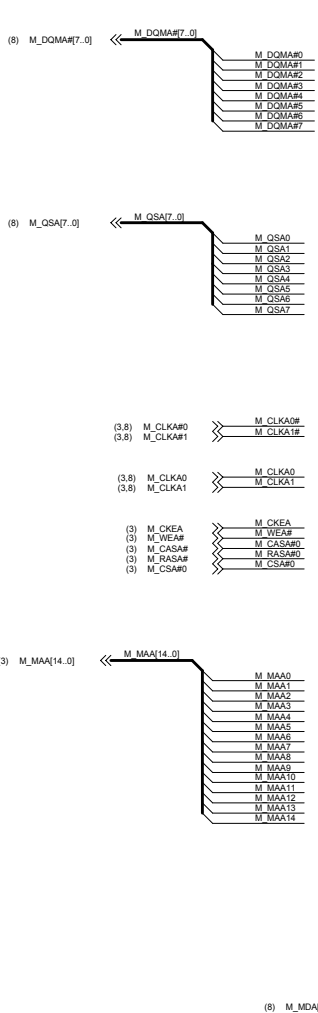 (8) M_DQMA#[7..0] M_DQMA#[7..0]
M_DQMA#0
M_DQMA#1
M_DQMA#2
M_DQMA#3
M_DQMA#4
M_DQMA#5
M_DQMA#6
M_DQMA#7
(8) M_QSA[7..0] M_QSA[7..0]
M_QSA0
M_QSA1
M_QSA2
M_QSA3
M_QSA4
M_QSA5
M_QSA6
M_QSA7
(3,8) M_CLKA#0 M_CLKA0#
(3,8) M_CLKA#1 M_CLKA1#
(3,8) M_CLKA0 M_CLKA0
(3,8) M_CLKA1 M_CLKA1
(3) M_CKEA M_CKEA
(3) M_WEA# M_WEA#
(3) M_CASA# M_CASA#0
(3) M_RASA# M_RASA#0
(3) M_CSA#0 M_CSA#0
3) M_MAA[14..0] M_MAA[14..0]
M_MAA0
M_MAA1
M_MAA2
M_MAA3
M_MAA4
M_MAA5
M_MAA6
M_MAA7
M_MAA8
M_MAA9
M_MAA10
M_MAA11
M_MAA12
M_MAA13
M_MAA14
(8) M_MDA[